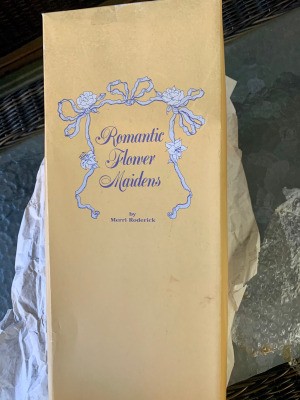 Romantic
Flower
Maidens
by
Merri Roderick